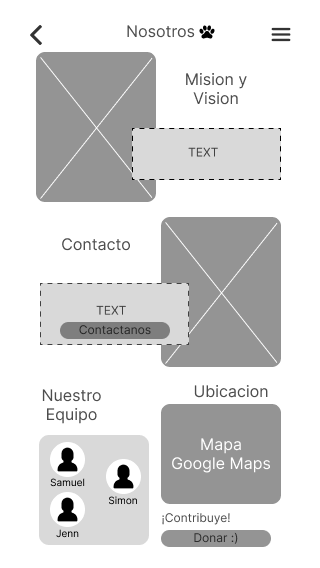 Nosotros
Mision y
Vision
TEXT
Contacto
TEXT
Contactanos
Nuestro
Equipo
Samuel
Simon
Jenn
Ubicacion
Mapa
Google Maps
¡Contribuye!
Donar :)